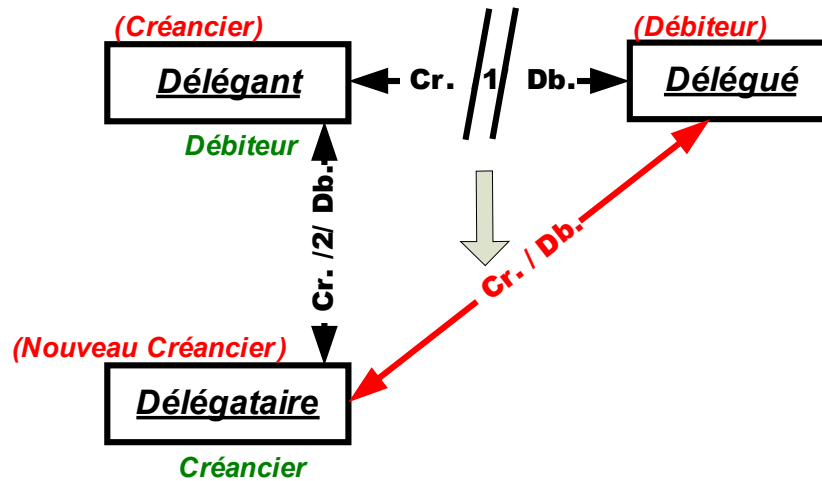 (Créancier)
(Débiteur)
Délégant
Cr. /1/ Db.
Délégué
Débiteur
Cr. /2/ Db.
Cr. / Db.
(Nouveau Créancier)
Délégataire
Créancier